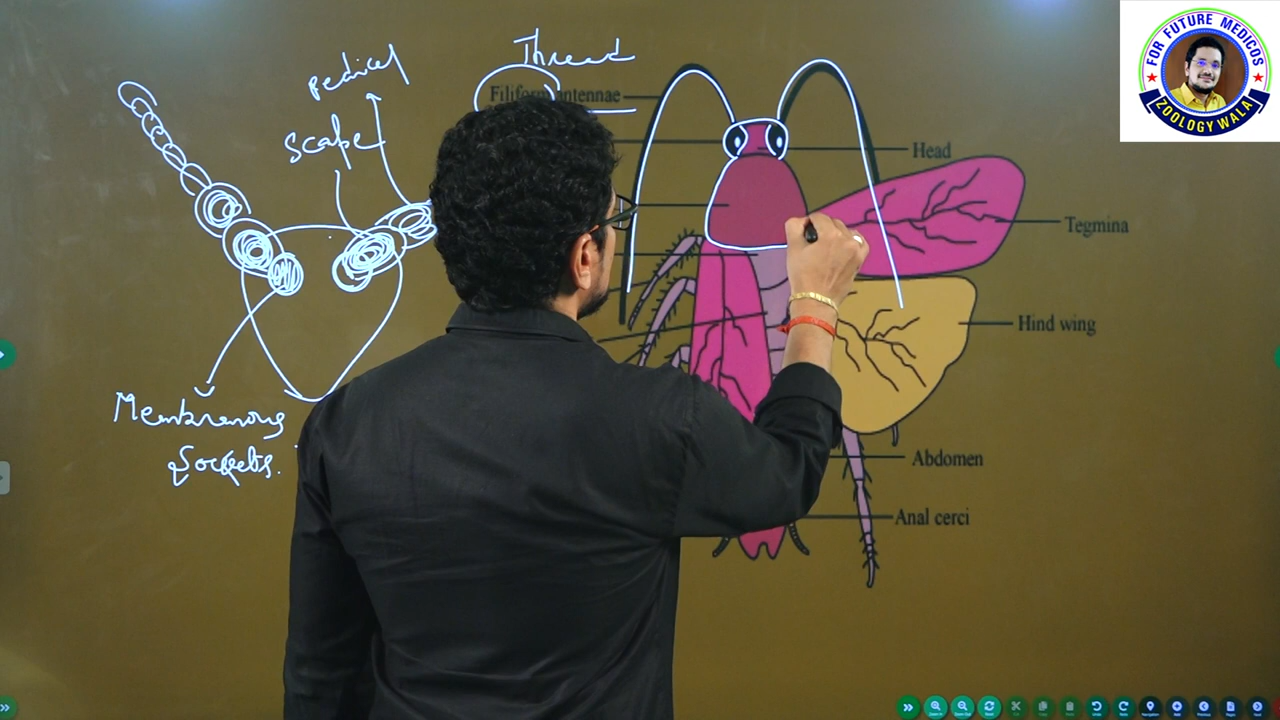 Thread
pedicel
Filiform antennae
scape
Head
Tegmina
Hind wing
Membranous
Sockets.
Abdomen
Anal cerci
FOR FUTURE MEDICOS
ZOOLOGY WALA